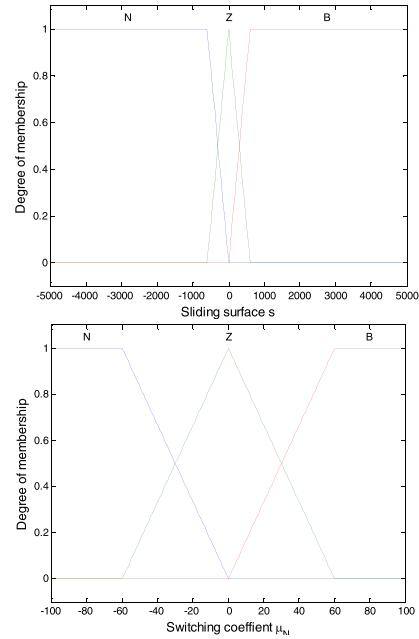 N Z B
1
0.8
0.6
0.4
0.2
0
Degree of membership
-5000 -4000 -3000 -2000 -1000 0 1000 2000 3000 4000 5000
Sliding surface s
N Z B
1
0.8
0.6
0.4
0.2
0
Degree of membership
-100 -80 -60 -40 -20 0 20 40 60 80 100
Switching coeffient μN